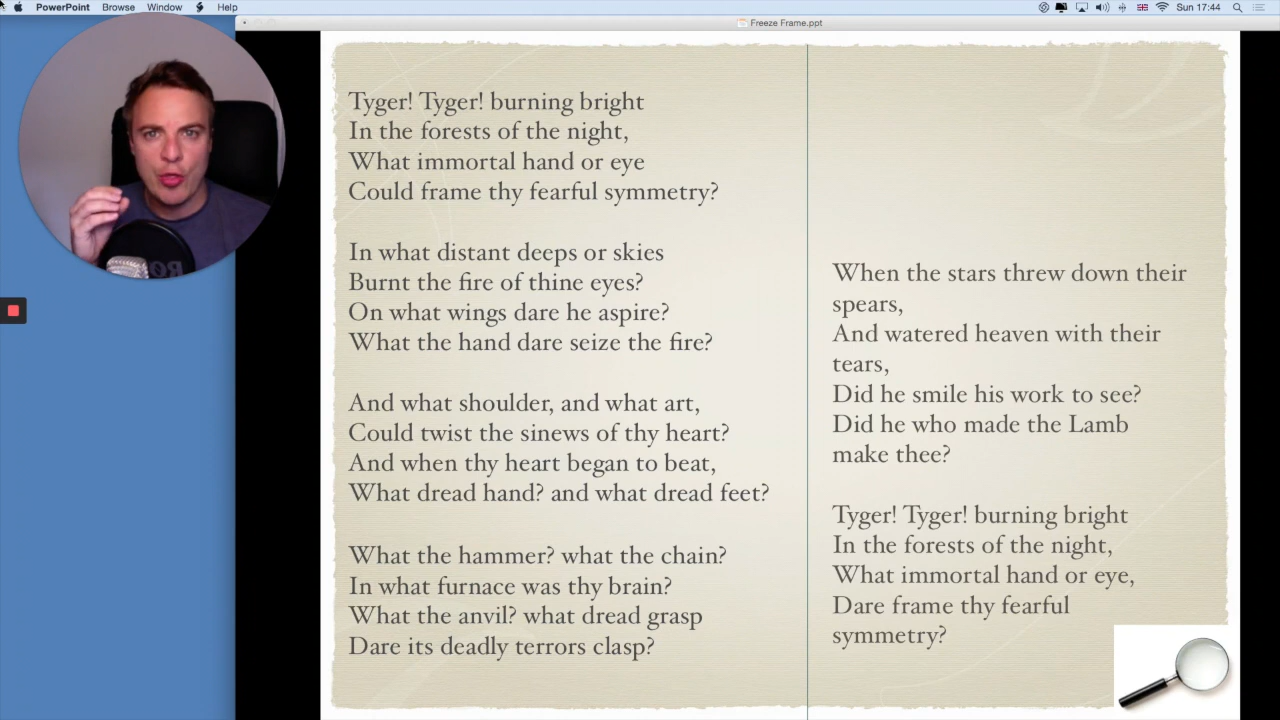 PowerPoint Browse Window Help
Sun 17:44
Freeze Frame.ppt
Tyger! Tyger! burning bright
In the forests of the night,
What immortal hand or eye
Could frame thy fearful symmetry?
In what distant deeps or skies
Burnt the fire of thine eyes?
On what wings dare he aspire?
What the hand dare seize the fire?
And what shoulder, and what art,
Could twist the sinews of thy heart?
And when thy heart began to beat,
What dread hand? and what dread feet?
What the hammer? what the chain?
In what furnace was thy brain?
What the anvil? what dread grasp
Dare its deadly terrors clasp?
When the stars threw down their
spears,
And watered heaven with their
tears,
Did he smile his work to see?
Did he who made the Lamb
make thee?
Tyger! Tyger! burning bright
In the forests of the night,
What immortal hand or eye,
Dare frame thy fearful
symmetry?